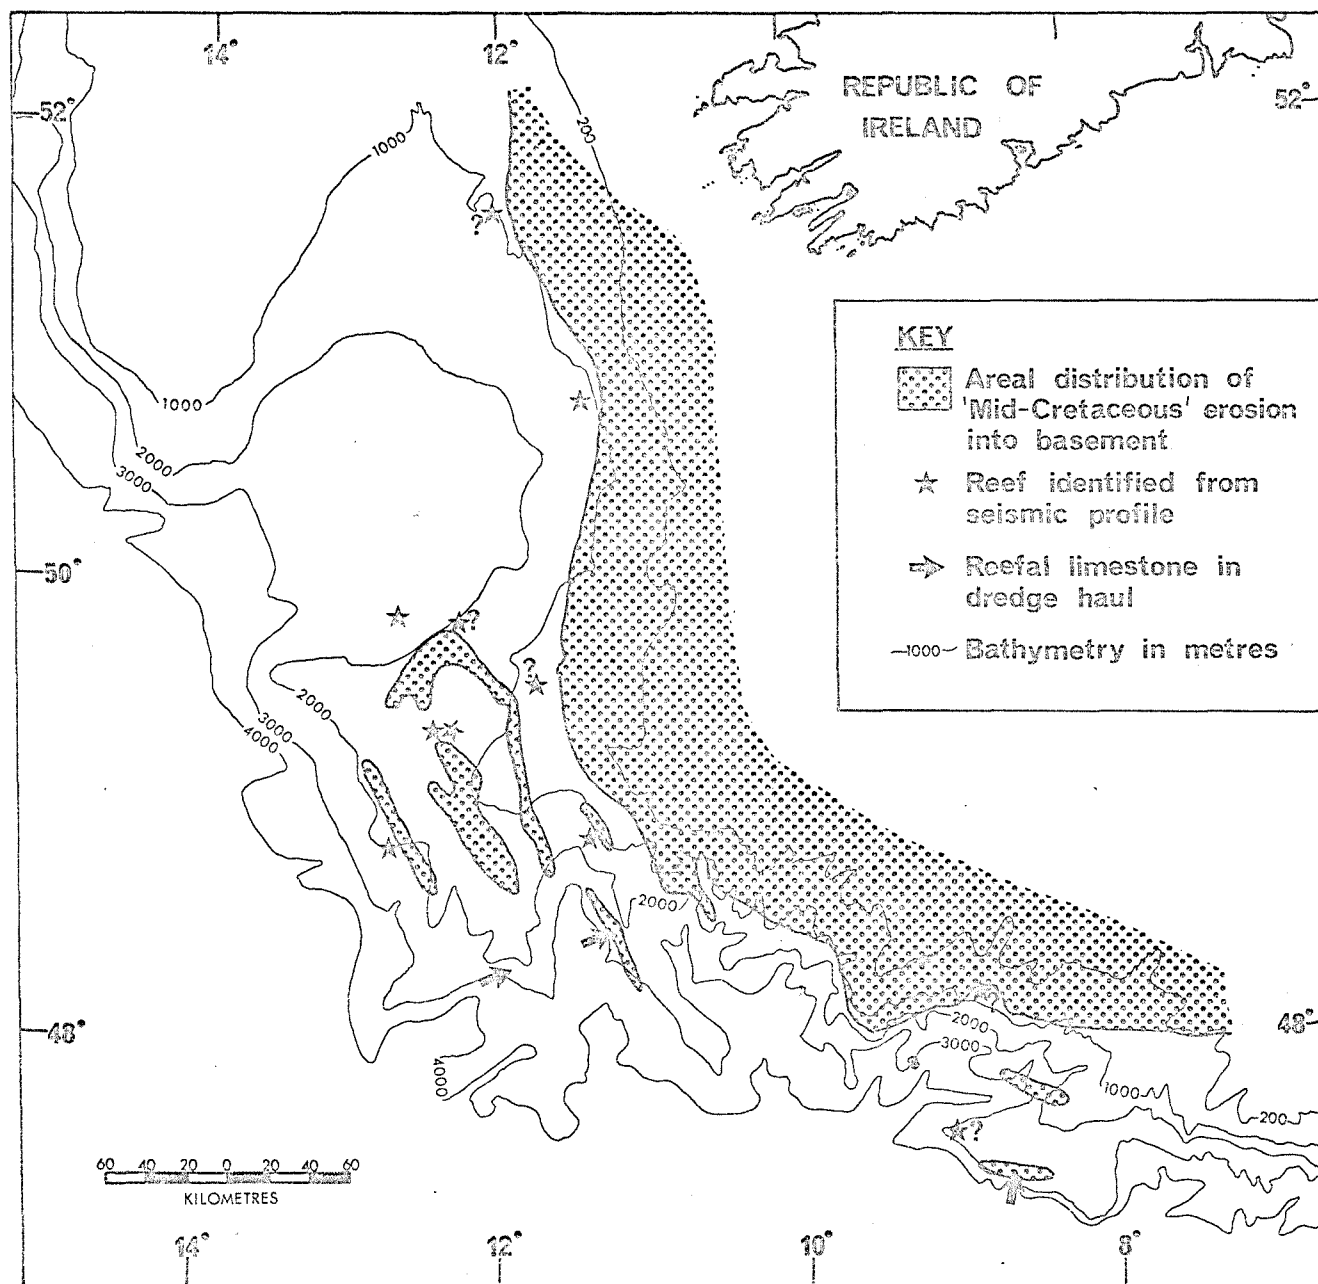 14° 12°
52° REPUBLIC OF 52°
IRELAND
200
1000
?
KEY
Areal distribution of
'Mid-Cretaceous' erosion
into basement
Reef identified from
seismic profile
Reefal limestone in
dredge haul
—1000— Bathymetry in metres
1000
2000
3000
50°
?
?
2000
3000
4000
2000
48° 48°
2000
3000
4000
1000
200
?
60 40 20 0 20 40 60
KILOMETRES
14° 12° 10° 8°